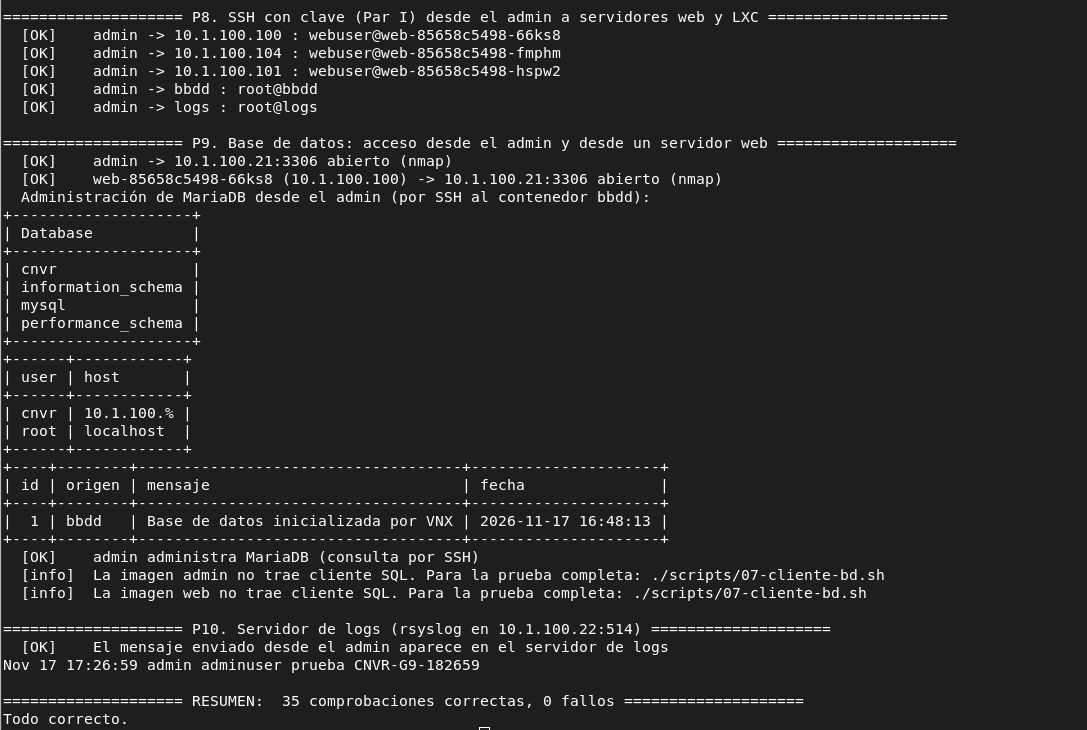 ==================== P8. SSH con clave (Par I) desde el admin a servidores web y LXC ====================
  [OK]    admin -> 10.1.100.100 : webuser@web-85658c5498-66ks8
  [OK]    admin -> 10.1.100.104 : webuser@web-85658c5498-fmphm
  [OK]    admin -> 10.1.100.101 : webuser@web-85658c5498-hspw2
  [OK]    admin -> bbdd : root@bbdd
  [OK]    admin -> logs : root@logs

==================== P9. Base de datos: acceso desde el admin y desde un servidor web ====================
  [OK]    admin -> 10.1.100.21:3306 abierto (nmap)
  [OK]    web-85658c5498-66ks8 (10.1.100.100) -> 10.1.100.21:3306 abierto (nmap)
  Administración de MariaDB desde el admin (por SSH al contenedor bbdd):
+--------------------+
| Database           |
+--------------------+
| cnvr               |
| information_schema |
| mysql              |
| performance_schema |
+--------------------+
+------+------------+
| user | host       |
+------+------------+
| cnvr | 10.1.100.% |
| root | localhost  |
+------+------------+
+----+--------+------------------------------------+---------------------+
| id | origen | mensaje                            | fecha               |
+----+--------+------------------------------------+---------------------+
|  1 | bbdd   | Base de datos inicializada por VNX | 2026-11-17 16:48:13 |
+----+--------+------------------------------------+---------------------+
  [OK]    admin administra MariaDB (consulta por SSH)
  [info]  La imagen admin no trae cliente SQL. Para la prueba completa: ./scripts/07-cliente-bd.sh
  [info]  La imagen web no trae cliente SQL. Para la prueba completa: ./scripts/07-cliente-bd.sh

==================== P10. Servidor de logs (rsyslog en 10.1.100.22:514) ====================
  [OK]    El mensaje enviado desde el admin aparece en el servidor de logs
Nov 17 17:26:59 admin adminuser prueba CNVR-G9-182659

==================== RESUMEN:  35 comprobaciones correctas, 0 fallos ====================
Todo correcto.